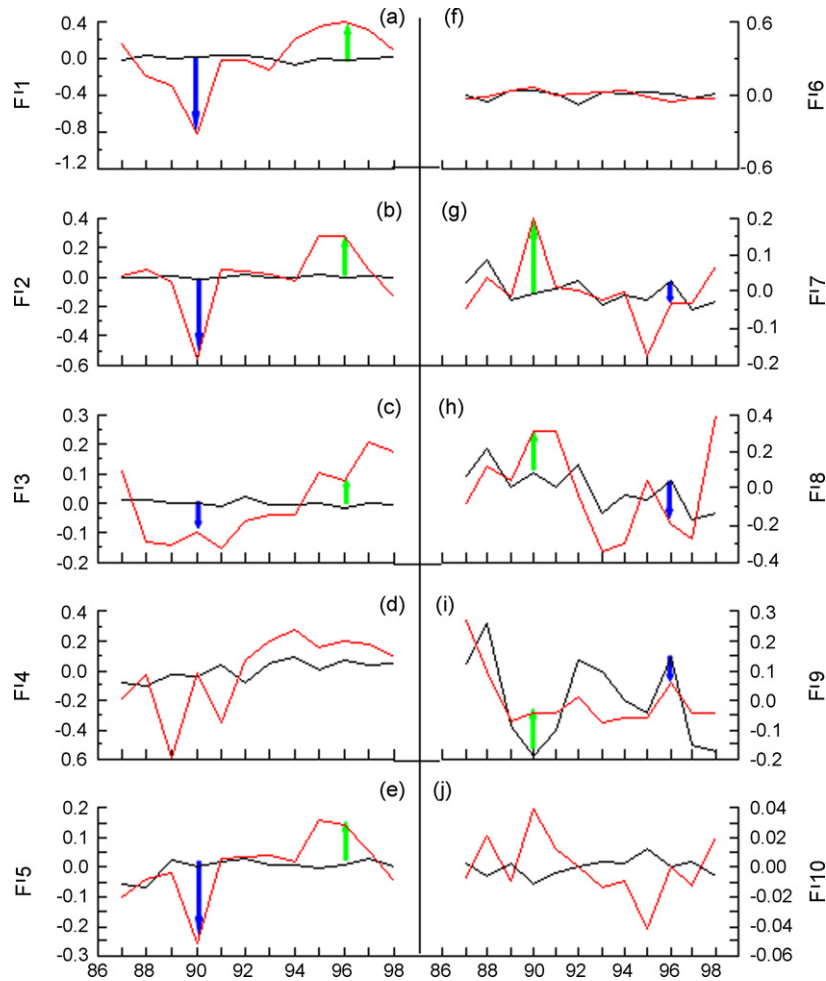 (a)
0.4
0.0
-0.4
-0.8
-1.2
F'1
(f)
0.6
0.0
-0.6
F'6
(b)
0.4
0.2
0.0
-0.2
-0.4
-0.6
F'2
(g)
0.2
0.1
0.0
-0.1
-0.2
F'7
(c)
0.3
0.2
0.1
0.0
-0.1
-0.2
F'3
(h)
0.4
0.2
0.0
-0.2
-0.4
F'8
(d)
0.4
0.2
0.0
-0.2
-0.4
0.6
F'4
(i)
0.3
0.2
0.1
0.0
-0.1
-0.2
F'9
(e)
0.2
0.1
0.0
-0.1
-0.2
-0.3
F'5
(j)
0.04
0.02
0.00
-0.02
-0.04
-0.06
F'10
86 88 90 92 94 96 98
86 88 90 92 94 96 98